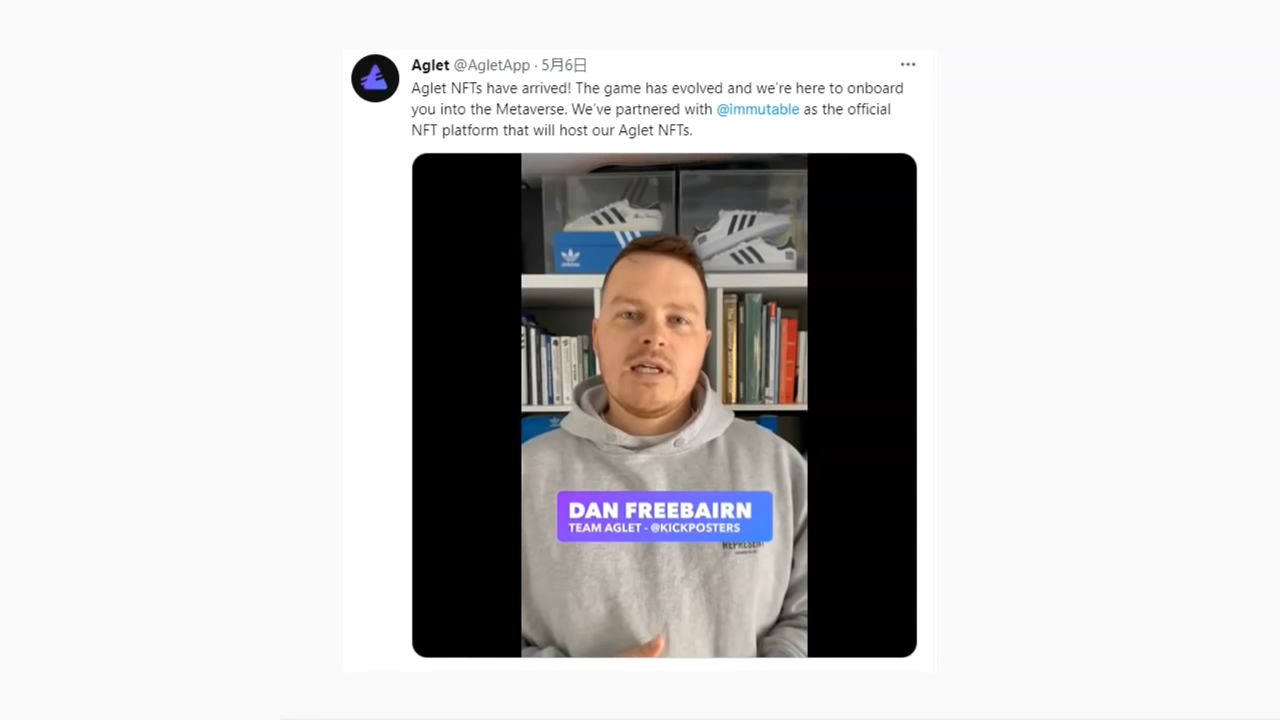 Aglet @AgletApp · 5月6日
Aglet NFTs have arrived! The game has evolved and we’re here to onboard
you into the Metaverse. We’ve partnered with @immutable as the official
NFT platform that will host our Aglet NFTs.
adidas
DAN FREEBAIRN
TEAM AGLET - @KICKPOSTERS
REPRESENT